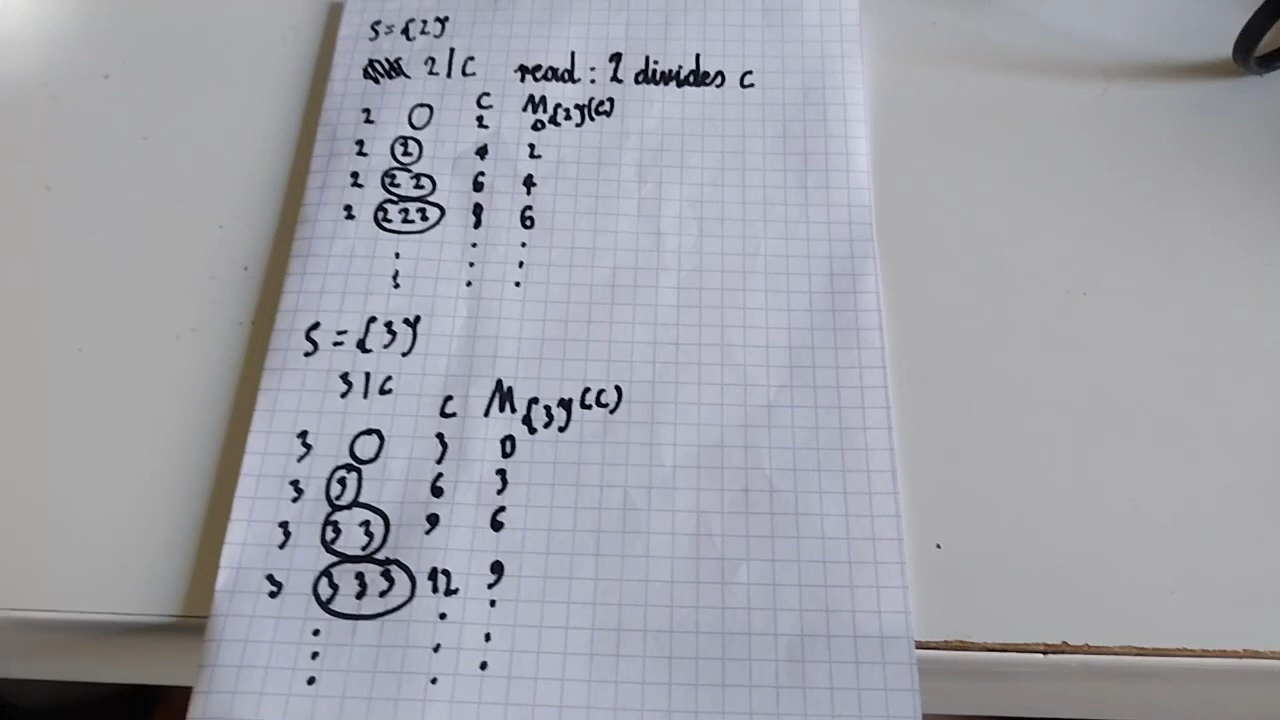 S={2}
2|C read: 2 divides c
C M{2}(C)
2 ○ 2 0
2 2 4 2
2 2 2 6 4
2 2 2 2 8 6
S={3}
3|C
C M{3}(C)
3 ○ 3 0
3 3 6 3
3 3 3 9 6
3 3 3 3 12 9